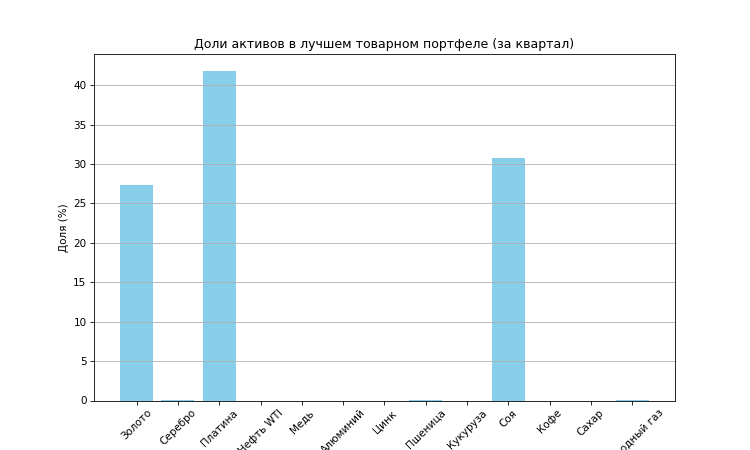 Доли активов в лучшем товарном портфеле (за квартал)
Доля (%)
40
35
30
25
20
15
10
5
0
Золото
Серебро
Платина
Нефть WTI
Медь
Алюминий
Цинк
Пшеница
Кукуруза
Соя
Кофе
Сахар
одный газ